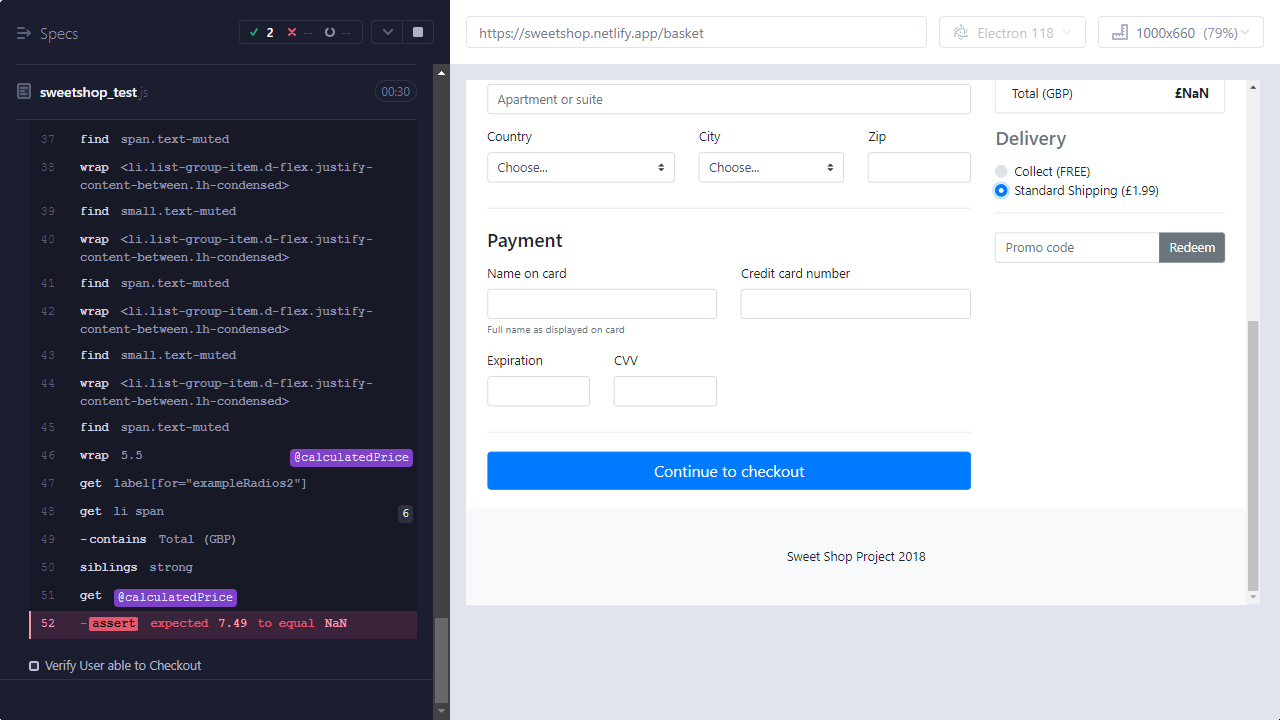 Specs
2
--
--
sweetshop_test.js
00:30
37 find span.text-muted
38 wrap <li.list-group-item.d-flex.justify-
content-between.lh-condensed>
39 find small.text-muted
40 wrap <li.list-group-item.d-flex.justify-
content-between.lh-condensed>
41 find span.text-muted
42 wrap <li.list-group-item.d-flex.justify-
content-between.lh-condensed>
43 find small.text-muted
44 wrap <li.list-group-item.d-flex.justify-
content-between.lh-condensed>
45 find span.text-muted
46 wrap 5.5 @calculatedPrice
47 get label[for="exampleRadios2"]
48 get li span 6
49 -contains Total (GBP)
50 siblings strong
51 get @calculatedPrice
52 -assert expected 7.49 to equal NaN
Verify User able to Checkout
https://sweetshop.netlify.app/basket
Electron 118
1000x660 (79%)
Apartment or suite
Country City Zip
Choose... Choose...
Payment
Name on card Credit card number
Full name as displayed on card
Expiration CVV
Continue to checkout
Total (GBP) £NaN
Delivery
Collect (FREE)
Standard Shipping (£1.99)
Promo code Redeem
Sweet Shop Project 2018